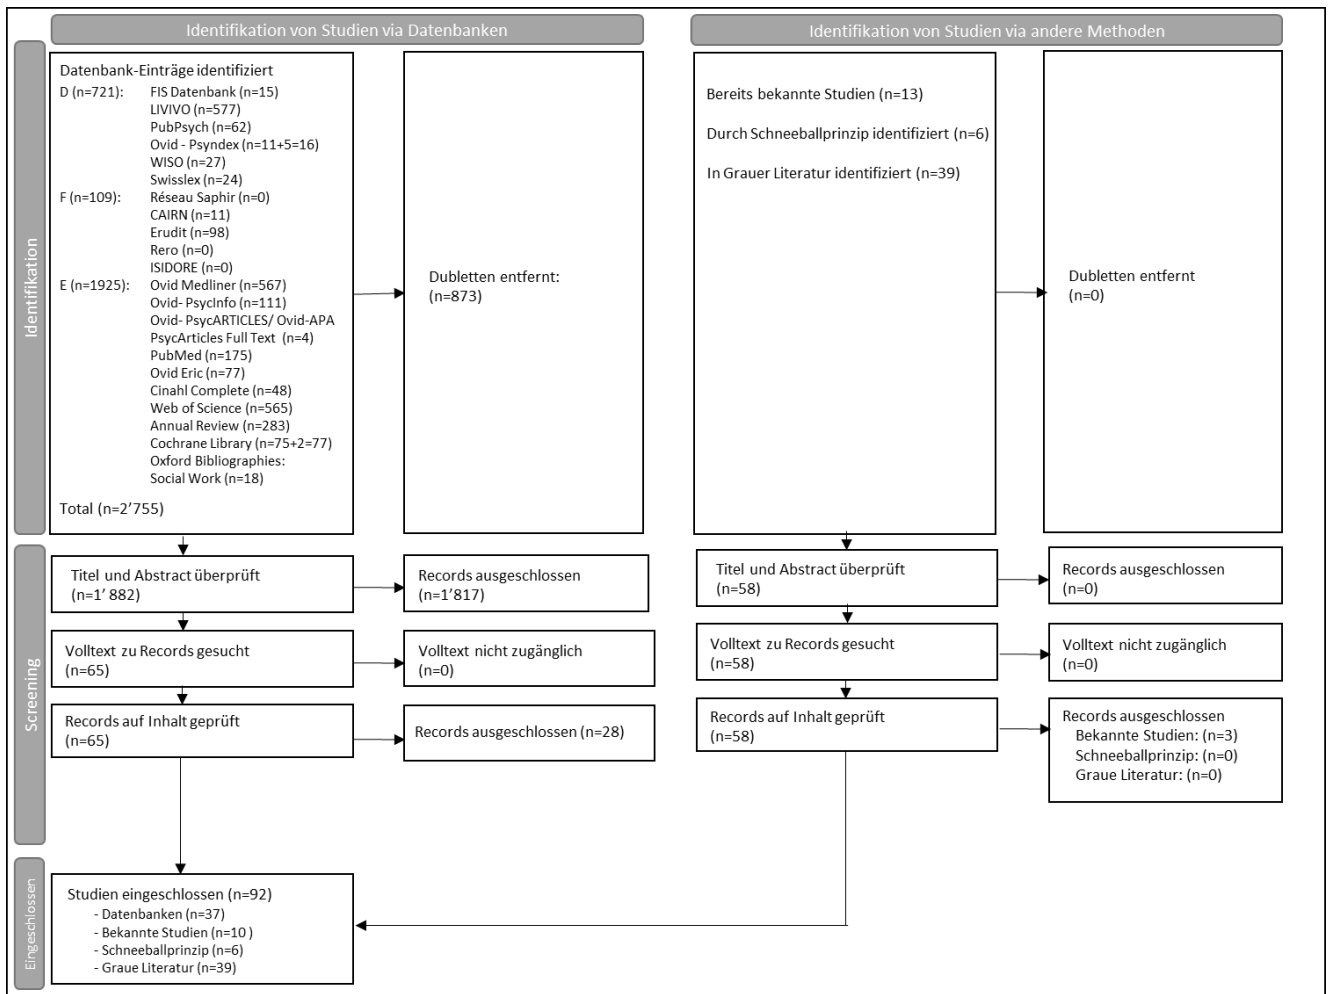 Identifikation von Studien via Datenbanken
Identifikation von Studien via andere Methoden
Identifikation
Datenbank-Einträge identifiziert
D (n=721): FIS Datenbank (n=15)
LIVIVO (n=577)
PubPsych (n=62)
Ovid - Psyndex (n=11+5=16)
WISO (n=27)
Swisslex (n=24)
F (n=109): Réseau Saphir (n=0)
CAIRN (n=11)
Erudit (n=98)
Rero (n=0)
ISIDORE (n=0)
E (n=1925): Ovid Medliner (n=567)
Ovid- PsycInfo (n=111)
Ovid- PsycARTICLES/ Ovid-APA
PsycArticles Full Text (n=4)
PubMed (n=175)
Ovid Eric (n=77)
Cinahl Complete (n=48)
Web of Science (n=565)
Annual Review (n=283)
Cochrane Library (n=75+2=77)
Oxford Bibliographies:
Social Work (n=18)
Total (n=2’755)
Dubletten entfernt:
(n=873)
Bereits bekannte Studien (n=13)
Durch Schneeballprinzip identifiziert (n=6)
In Grauer Literatur identifiziert (n=39)
Dubletten entfernt
(n=0)
Screening
Titel und Abstract überprüft
(n=1’ 882)
Records ausgeschlossen
(n=1’817)
Titel und Abstract überprüft
(n=58)
Records ausgeschlossen
(n=0)
Volltext zu Records gesucht
(n=65)
Volltext nicht zugänglich
(n=0)
Volltext zu Records gesucht
(n=58)
Volltext nicht zugänglich
(n=0)
Records auf Inhalt geprüft
(n=65)
Records ausgeschlossen (n=28)
Records auf Inhalt geprüft
(n=58)
Records ausgeschlossen
Bekannte Studien: (n=3)
Schneeballprinzip: (n=0)
Graue Literatur: (n=0)
Eingeschlossen
Studien eingeschlossen (n=92)
- Datenbanken (n=37)
- Bekannte Studien (n=10 )
- Schneeballprinzip (n=6)
- Graue Literatur (n=39)